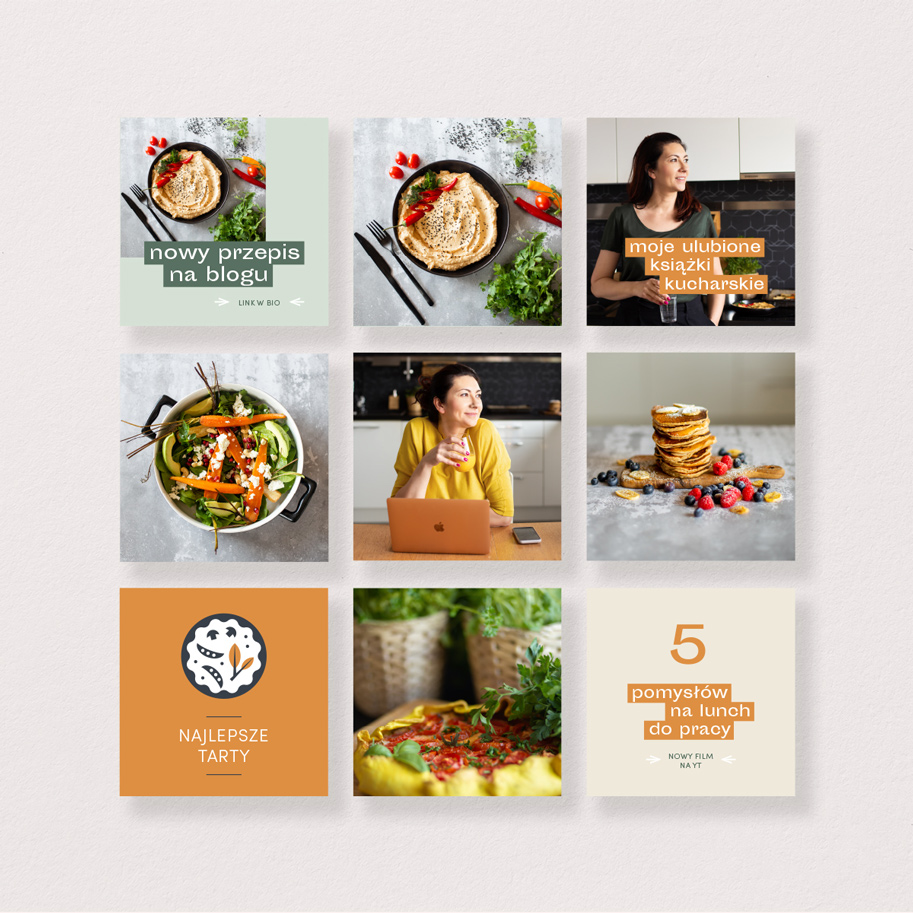 nowy przepis
na blogu
LINK W BIO
moje ulubione
książki
kucharskie
NAJLEPSZE
TARTY
5
pomysłów
na lunch
do pracy
NOWY FILM
NA YT